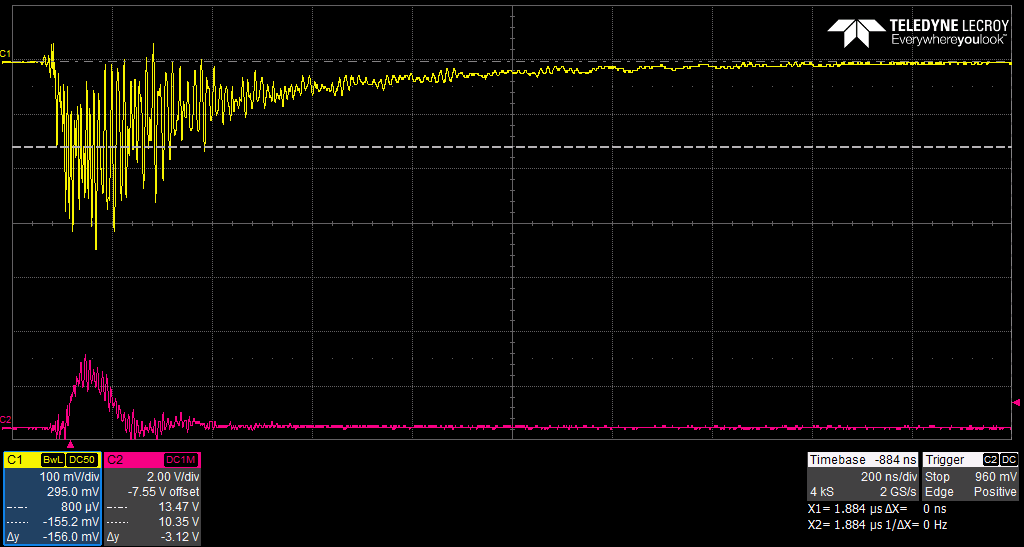 C1
TELEDYNE LECROY
Everywhereyoulook™
C2
C1 BwL DC50
100 mV/div
295.0 mV
800 µV
-155.2 mV
Δy -156.0 mV
C2 DC1M
2.00 V/div
-7.55 V offset
13.47 V
10.35 V
Δy -3.12 V
Timebase -884 ns
200 ns/div
4 kS 2 GS/s
Trigger C2 DC
Stop 960 mV
Edge Positive
X1= 1.884 µs ΔX= 0 ns
X2= 1.884 µs 1/ΔX= 0 Hz